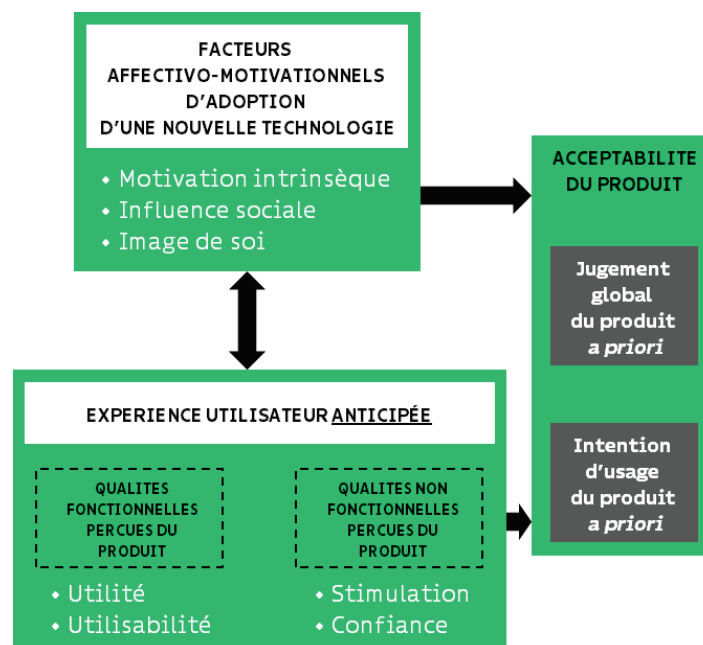 FACTEURS
AFFECTIVO-MOTIVATIONNELS
D'ADOPTION
D'UNE NOUVELLE TECHNOLOGIE
• Motivation intrinsèque
• Influence sociale
• Image de soi
ACCEPTABILITE
DU PRODUIT
Jugement
global
du produit
a priori
Intention
d'usage
du produit
a priori
EXPERIENCE UTILISATEUR ANTICIPÉE
QUALITES
FONCTIONNELLES
PERCUES DU
PRODUIT
• Utilité
• Utilisabilité
QUALITES NON
FONCTIONNELLES
PERCUES DU
PRODUIT
• Stimulation
• Confiance